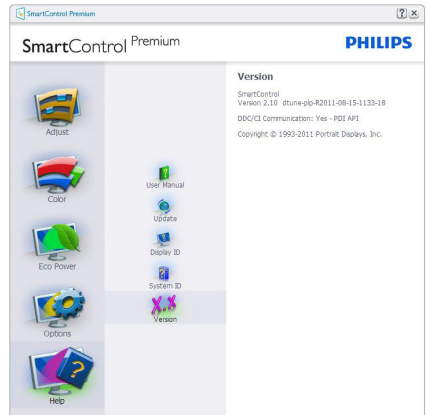 SmartControl Premium
? x
SmartControl Premium
PHILIPS
Adjust
Color
Eco Power
Options
Help
User Manual
Update
Display ID
System ID
X.X
Version
Version
SmartControl
Version 2.10 dtune-plp-R2011-08-15-1133-18
DDC/CI Communication: Yes - PDI API
Copyright © 1993-2011 Portrait Displays, Inc.